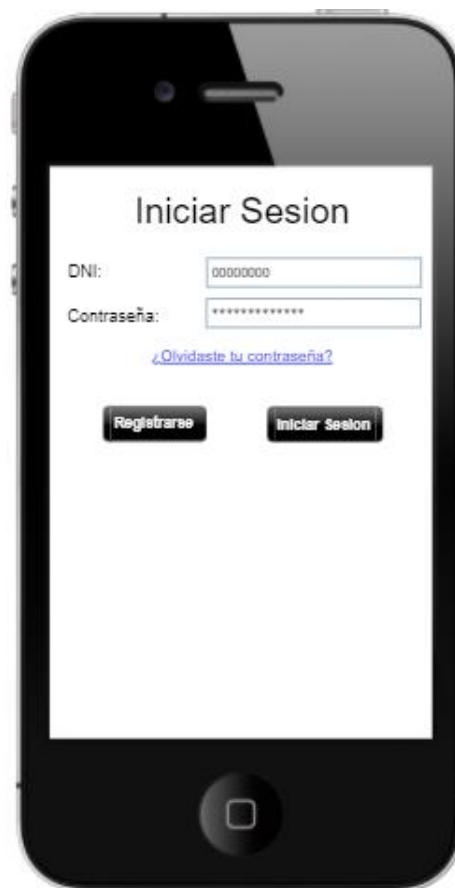 Iniciar Sesion
DNI: 00000000
Contraseña: *************
¿Olvidaste tu contraseña?
Registrarse Iniciar Sesion